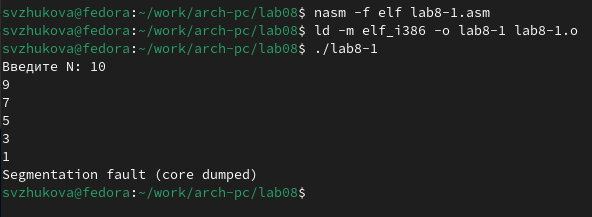 svzhukova@fedora:~/work/arch-pc/lab08$ nasm -f elf lab8-1.asm
svzhukova@fedora:~/work/arch-pc/lab08$ ld -m elf_i386 -o lab8-1 lab8-1.o
svzhukova@fedora:~/work/arch-pc/lab08$ ./lab8-1
Введите N: 10
9
7
5
3
1
Segmentation fault (core dumped)
svzhukova@fedora:~/work/arch-pc/lab08$